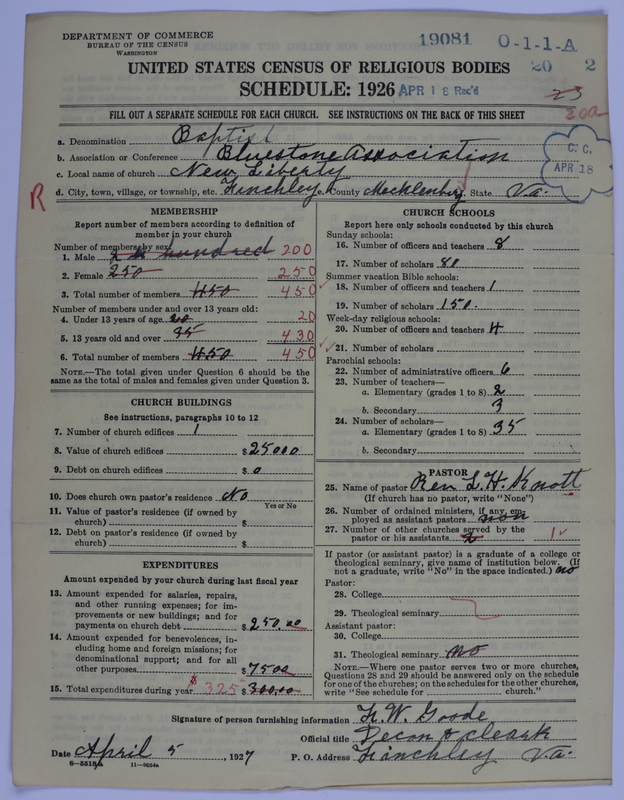 DEPARTMENT OF COMMERCE
BUREAU OF THE CENSUS
WASHINGTON
19081 0-1-1-A
20 2
UNITED STATES CENSUS OF RELIGIOUS BODIES
SCHEDULE: 1926 APR 18 Rec'd
23
200
FILL OUT A SEPARATE SCHEDULE FOR EACH CHURCH. SEE INSTRUCTIONS ON THE BACK OF THIS SHEET
a. Denomination Baptist
b. Association or Conference Bluestone Association
c. Local name of church New Liberty
C. C.
APR 18
R
d. City, town, village, or township, etc. Finchley e. County Mecklenburg State Va.
MEMBERSHIP
Report number of members according to definition of
member in your church
Number of members by sex:
1. Male hundred 200
2. Female 250 250
3. Total number of members 450 450
Number of members under and over 13 years old:
4. Under 13 years of age 20 20
5. 13 years old and over 35 430
6. Total number of members 450 450
NOTE.—The total given under Question 6 should be the
same as the total of males and females given under Question 3.
CHURCH BUILDINGS
See instructions, paragraphs 10 to 12
7. Number of church edifices 1
8. Value of church edifices $25000
9. Debt on church edifices $0
10. Does church own pastor's residence No
Yes or No
11. Value of pastor's residence (if owned by
church) $
12. Debt on pastor's residence (if owned by
church) $
EXPENDITURES
Amount expended by your church during last fiscal year
13. Amount expended for salaries, repairs,
and other running expenses; for im-
provements or new buildings; and for
payments on church debt $250.00
14. Amount expended for benevolences, in-
cluding home and foreign missions; for
denominational support; and for all
other purposes $7500
15. Total expenditures during year $325 $300.00
CHURCH SCHOOLS
Report here only schools conducted by this church
Sunday schools:
16. Number of officers and teachers 8
17. Number of scholars 80
Summer vacation Bible schools:
18. Number of officers and teachers 1
19. Number of scholars 150.
Week-day religious schools:
20. Number of officers and teachers 4
21. Number of scholars
Parochial schools:
22. Number of administrative officers 6
23. Number of teachers—
a. Elementary (grades 1 to 8) 2
b. Secondary 3
24. Number of scholars—
a. Elementary (grades 1 to 8) 35
b. Secondary
PASTOR
25. Name of pastor Rev L. H. Knott
(If church has no pastor, write "None")
26. Number of ordained ministers, if any, em-
ployed as assistant pastors non
27. Number of other churches served by the
pastor or his assistants 1
If pastor (or assistant pastor) is a graduate of a college or
theological seminary, give name of institution below. (If
not a graduate, write "No" in the space indicated.) no
Pastor:
28. College
29. Theological seminary
Assistant pastor:
30. College
31. Theological seminary no
NOTE.—Where one pastor serves two or more churches,
Questions 28 and 29 should be answered only on the schedule
for one of the churches; on the schedules for the other churches,
write "See schedule for church."
Signature of person furnishing information H. W. Goode
Official title Decon & cleark
Date April 5, 1927 P. O. Address Finchley Va.
8-5518a 11-9654a